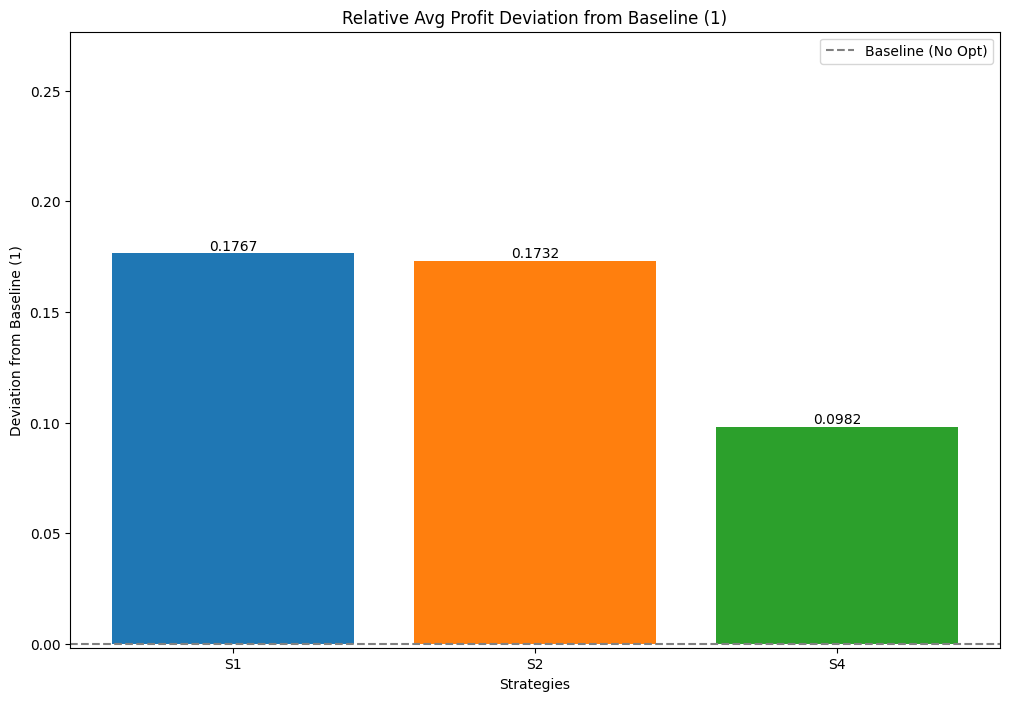 Relative Avg Profit Deviation from Baseline (1)
Baseline (No Opt)
Deviation from Baseline (1)
0.25
0.20
0.15
0.10
0.05
0.00
0.1767
0.1732
0.0982
S1
S2
S4
Strategies